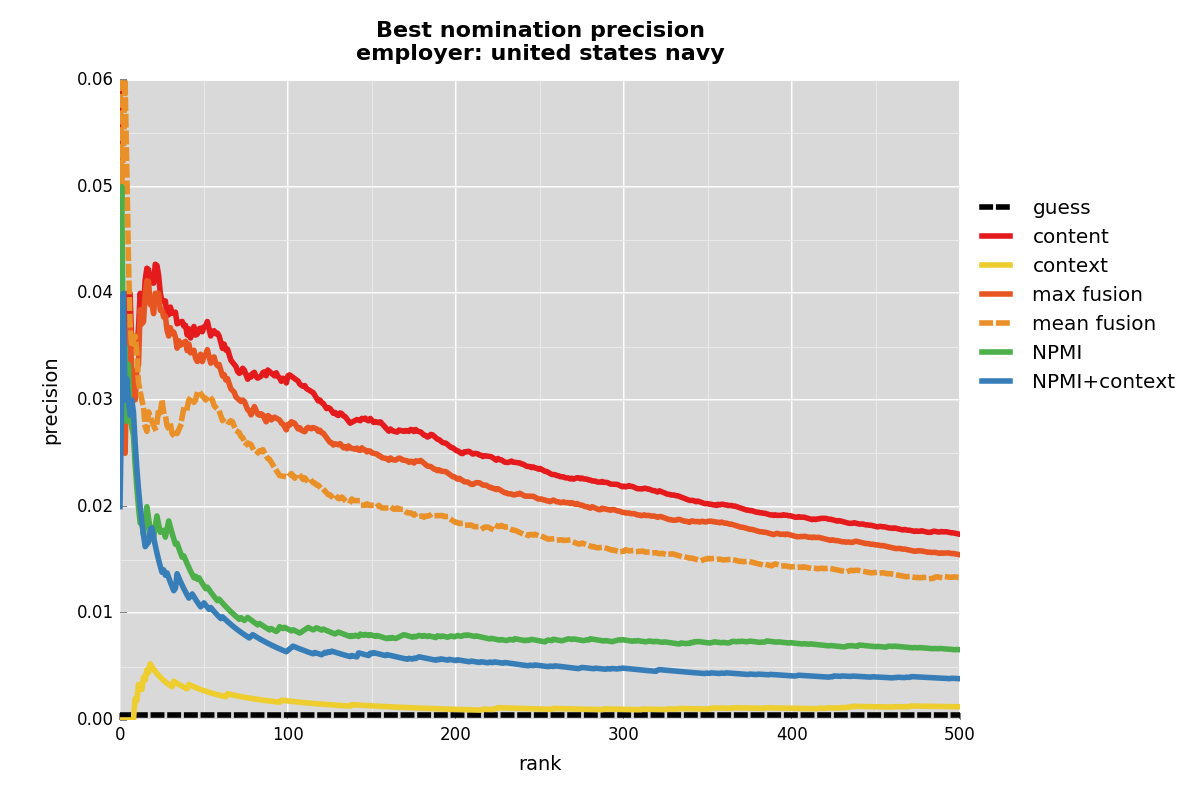 Best nomination precision
employer: united states navy
precision
0.06
0.05
0.04
0.03
0.02
0.01
0.00
0
100
200
300
400
500
rank
guess
content
context
max fusion
mean fusion
NPMI
NPMI+context